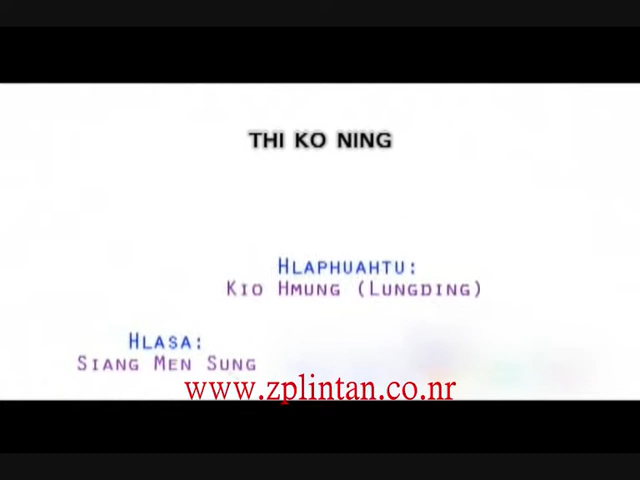 THI KO NING
HLAPHUAHTU:
KIO HMUNG (LUNGDING)
HLASA:
SIANG MEN SUNG
www.zplintan.co.nr